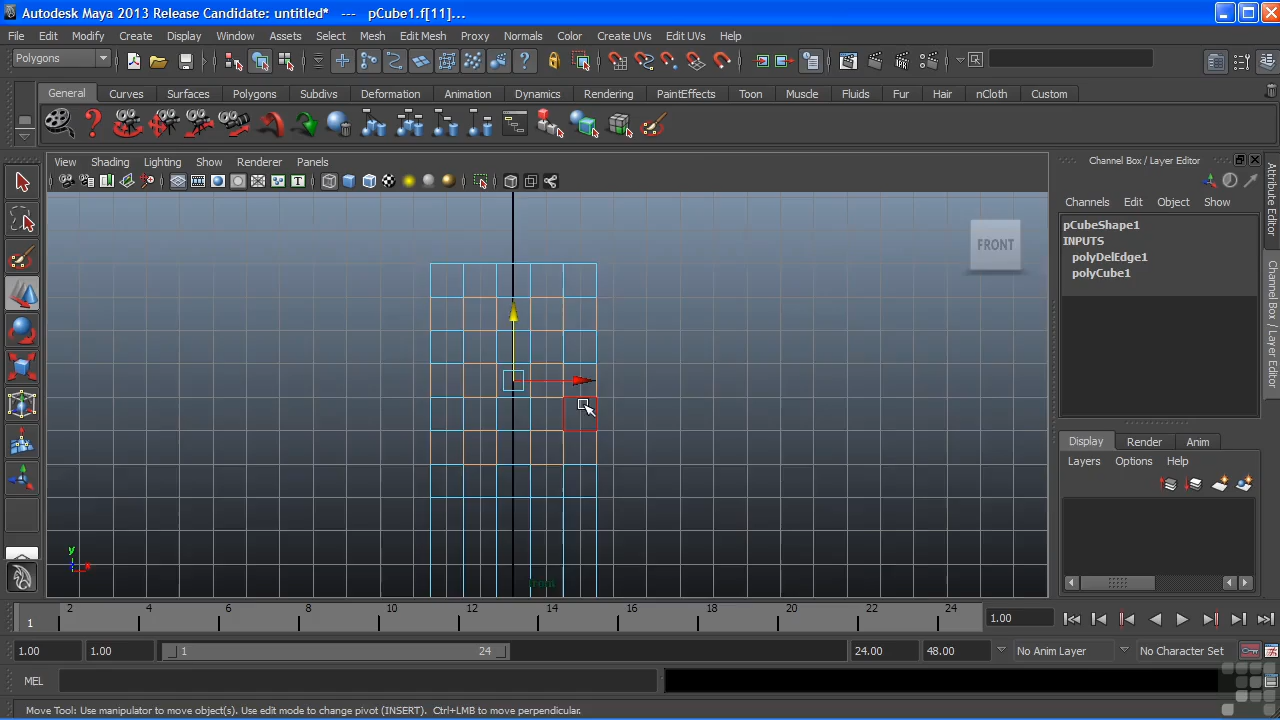 Autodesk Maya 2013 Release Candidate: untitled* --- pCube1.f[11]...
File Edit Modify Create Display Window Assets Select Mesh Edit Mesh Proxy Normals Color Create UVs Edit UVs Help
Polygons
General Curves Surfaces Polygons Subdivs Deformation Animation Dynamics Rendering PaintEffects Toon Muscle Fluids Fur Hair nCloth Custom
View Shading Lighting Show Renderer Panels
Channel Box / Layer Editor
Channels Edit Object Show
pCubeShape1
INPUTS
polyDelEdge1
polyCube1
Attribute Editor
Channel Box / Layer Editor
FRONT
Display Render Anim
Layers Options Help
y
x
front
1 2 4 6 8 10 12 14 16 18 20 22 24 1.00
1.00 1.00 1 24 24.00 48.00 No Anim Layer No Character Set
MEL
Move Tool: Use manipulator to move object(s). Use edit mode to change pivot (INSERT). Ctrl+LMB to move perpendicular.